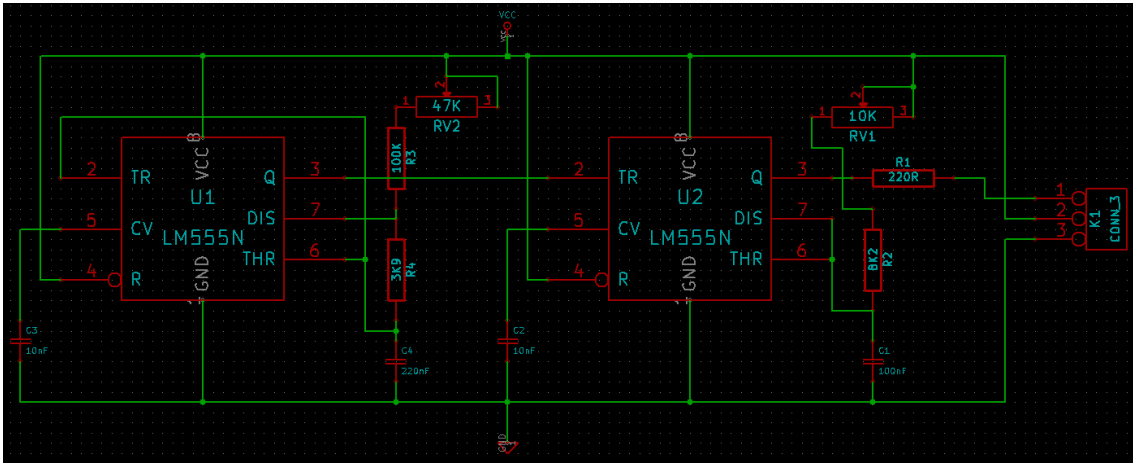 VCC
VCC
1 47K 3
2
RV2
100K R3
2 TR
5 CV
4 R
8 VCC
U1
LM555N
GND
1
Q 3
DIS 7
THR 6
3K9 R4
C3
10nF
C4
220nF
2 TR
5 CV
4 R
8 VCC
U2
LM555N
GND
1
Q 3
DIS 7
THR 6
C2
10nF
2
1 10K 3
RV1
R1
220R
8K2 R2
C1
100nF
1
2
3
K1
CONN_3
GND